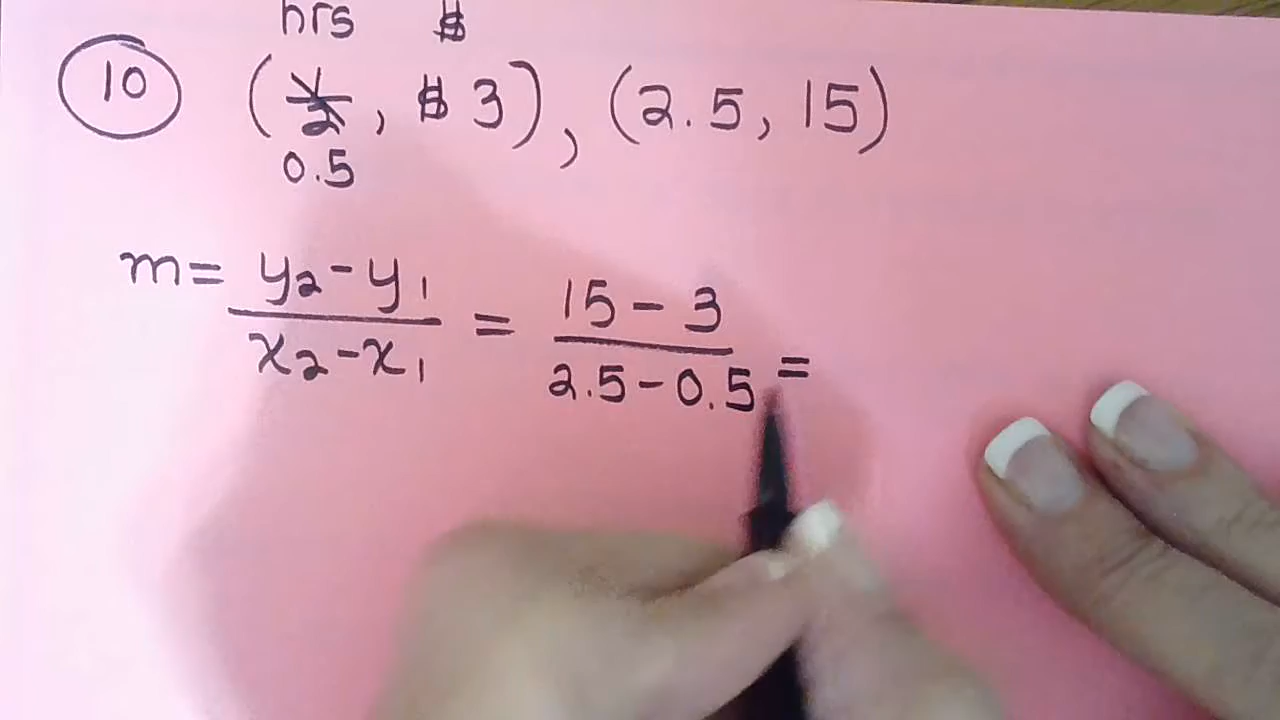 hrs $
10 (1/2, $3), (2.5, 15)
0.5
m = y₂ - y₁ / x₂ - x₁ = 15 - 3 / 2.5 - 0.5 =